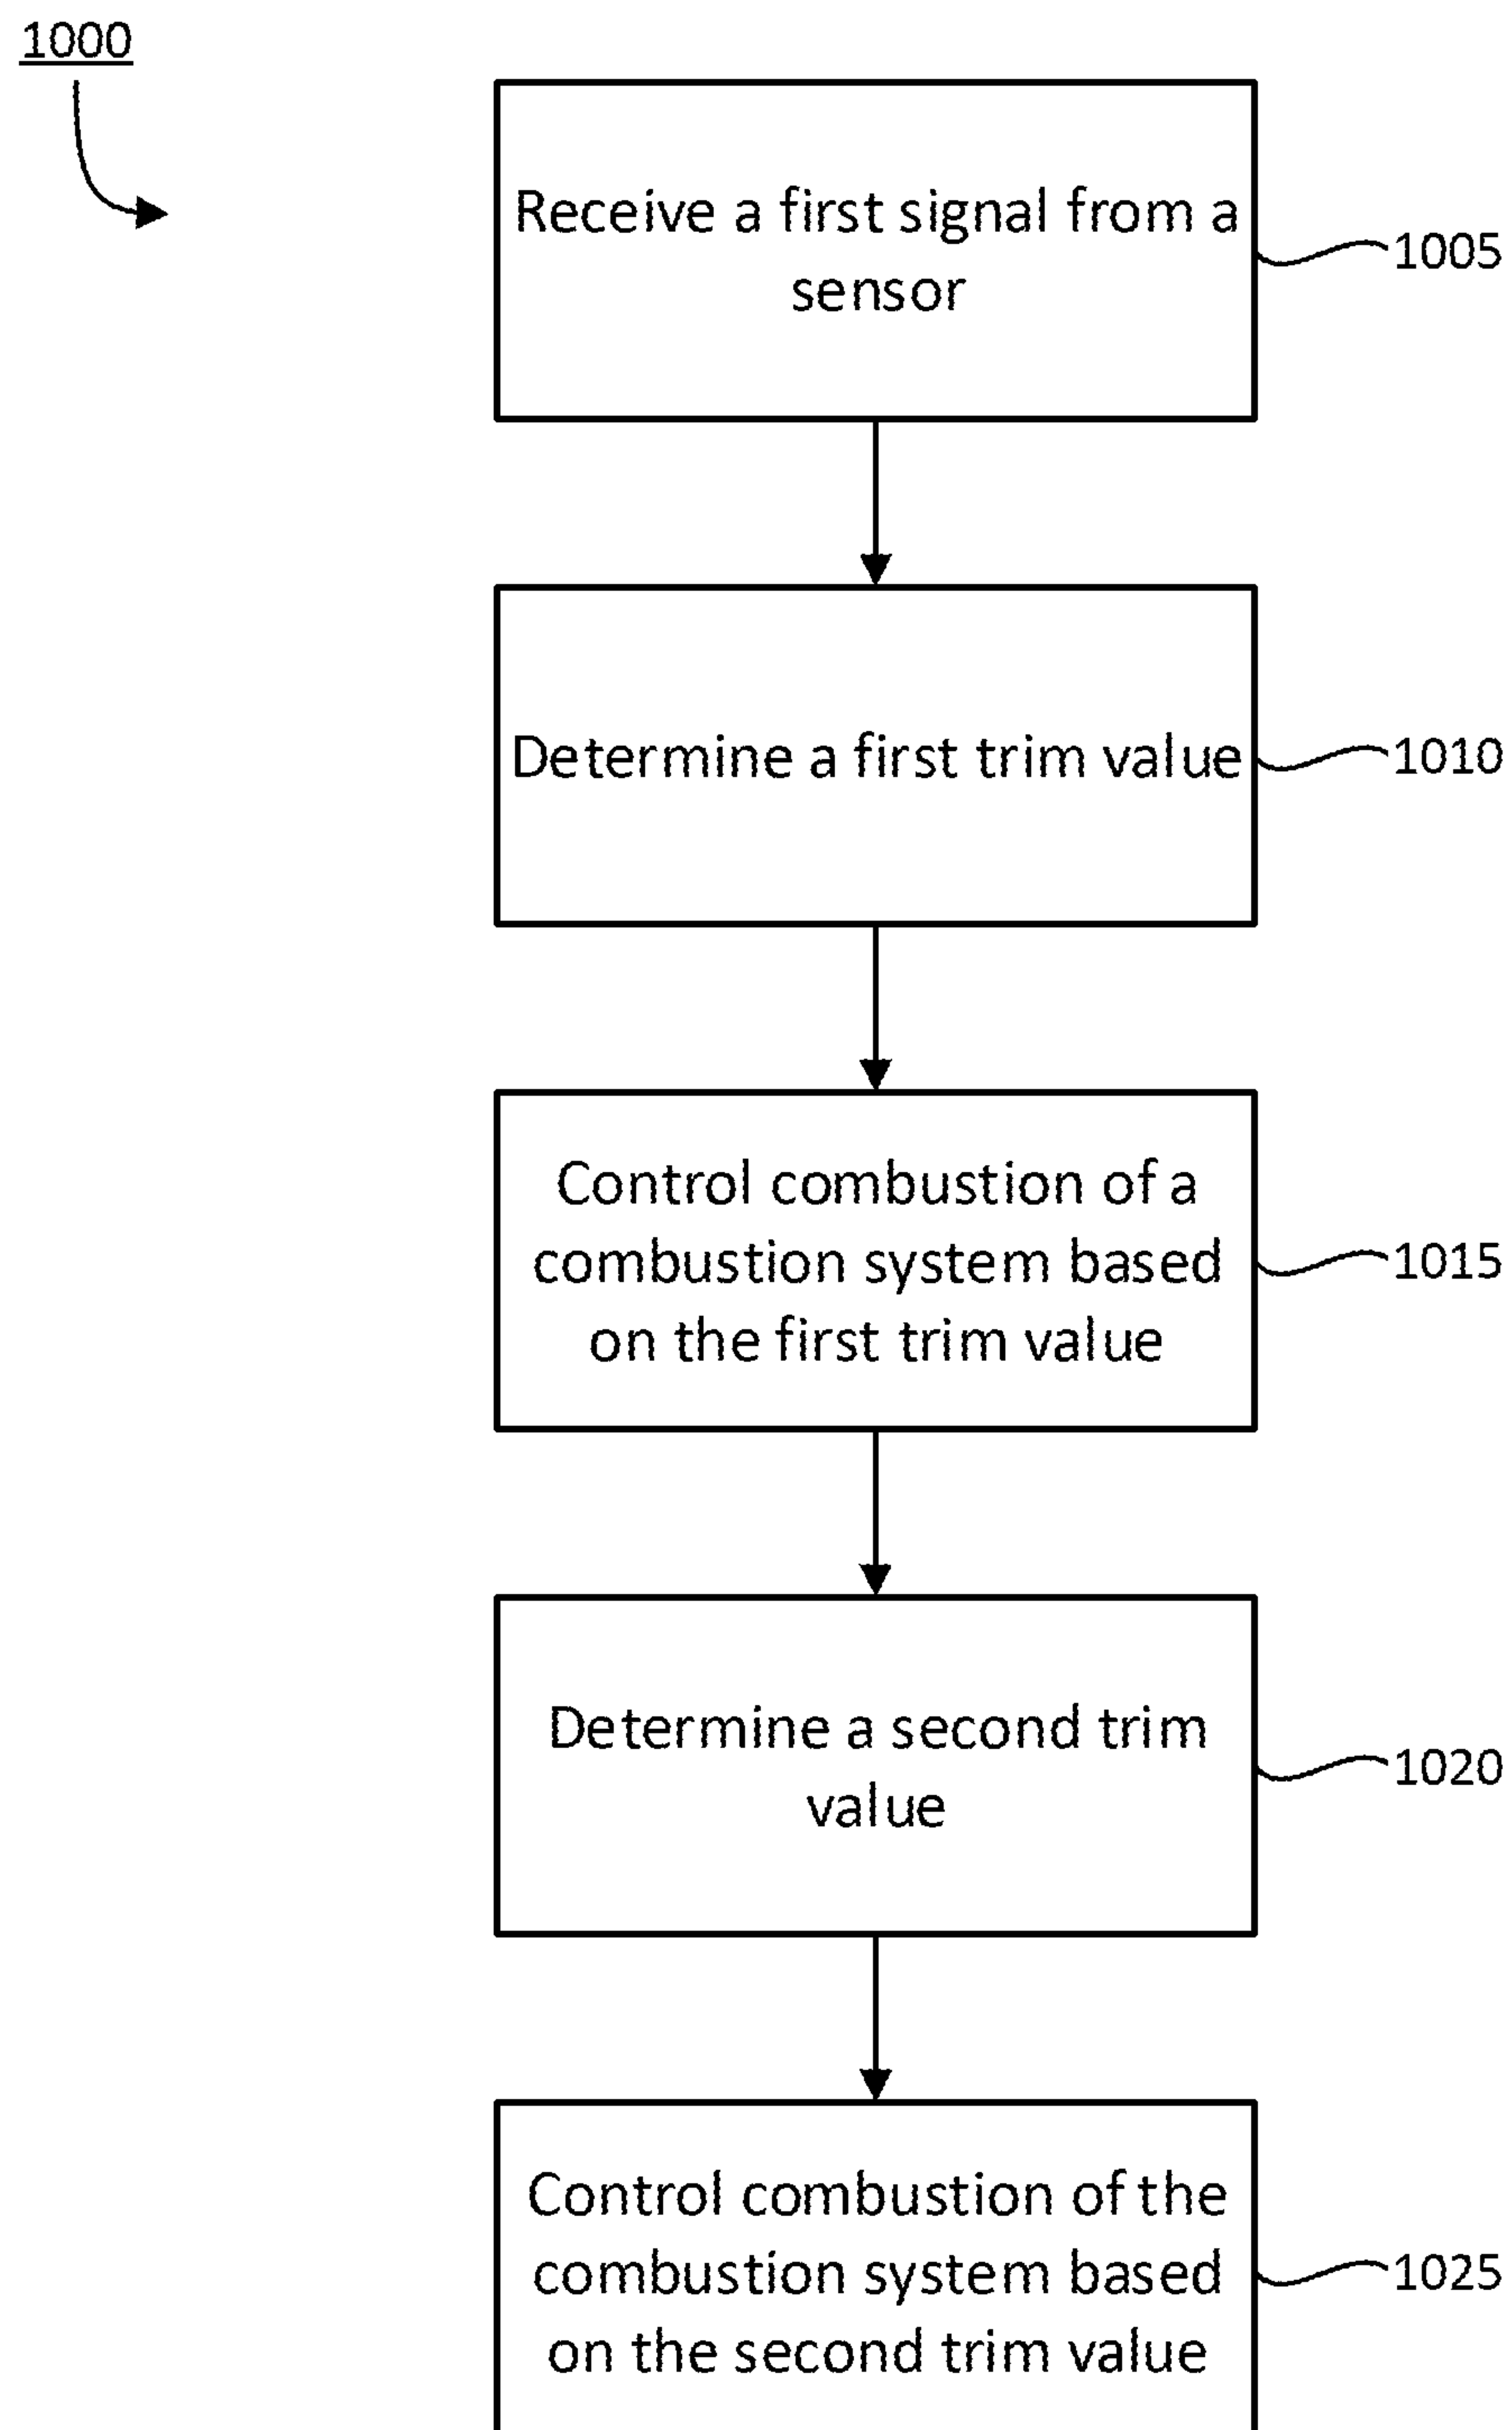 1000
Receive a first signal from a
sensor
1005
Determine a first trim value
1010
Control combustion of a
combustion system based
on the first trim value
1015
Determine a second trim
value
1020
Control combustion of the
combustion system based
on the second trim value
1025